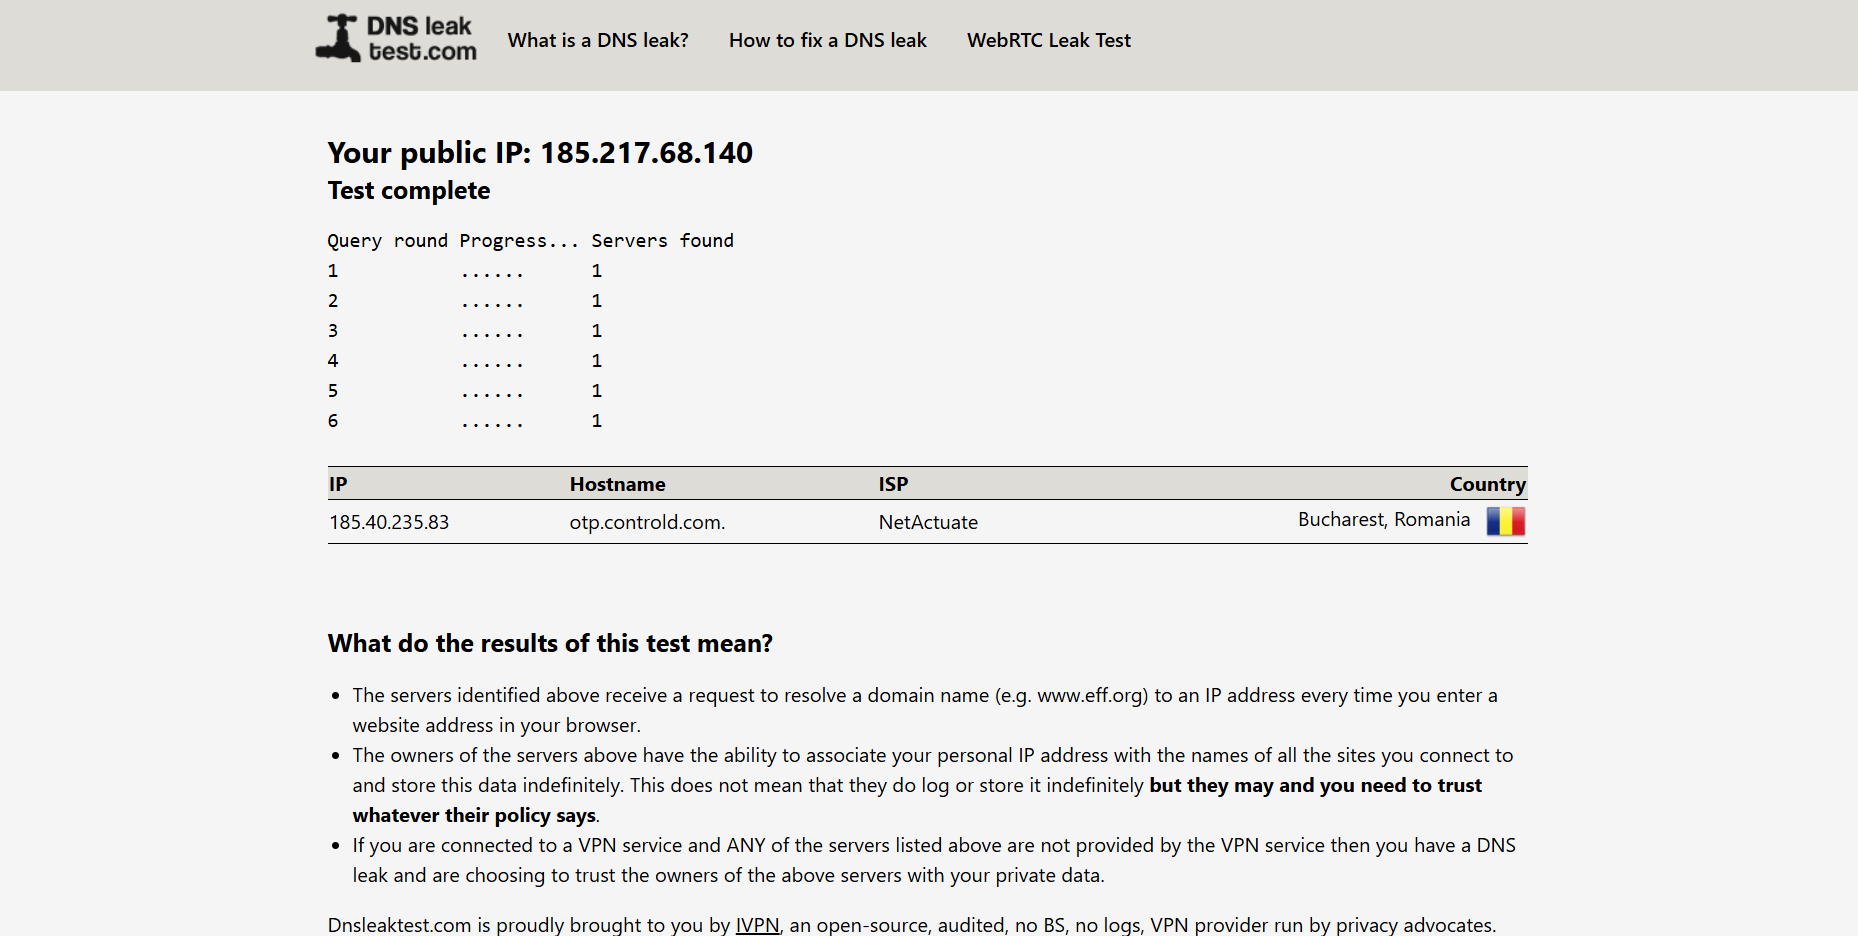 DNS leak
test.com
What is a DNS leak? How to fix a DNS leak WebRTC Leak Test
Your public IP: 185.217.68.140
Test complete
Query round Progress... Servers found
1 ...... 1
2 ...... 1
3 ...... 1
4 ...... 1
5 ...... 1
6 ...... 1
IP Hostname ISP Country
185.40.235.83 otp.controld.com. NetActuate Bucharest, Romania
What do the results of this test mean?
• The servers identified above receive a request to resolve a domain name (e.g. www.eff.org) to an IP address every time you enter a
website address in your browser.
• The owners of the servers above have the ability to associate your personal IP address with the names of all the sites you connect to
and store this data indefinitely. This does not mean that they do log or store it indefinitely but they may and you need to trust
whatever their policy says.
• If you are connected to a VPN service and ANY of the servers listed above are not provided by the VPN service then you have a DNS
leak and are choosing to trust the owners of the above servers with your private data.
Dnsleaktest.com is proudly brought to you by IVPN, an open-source, audited, no BS, no logs, VPN provider run by privacy advocates.